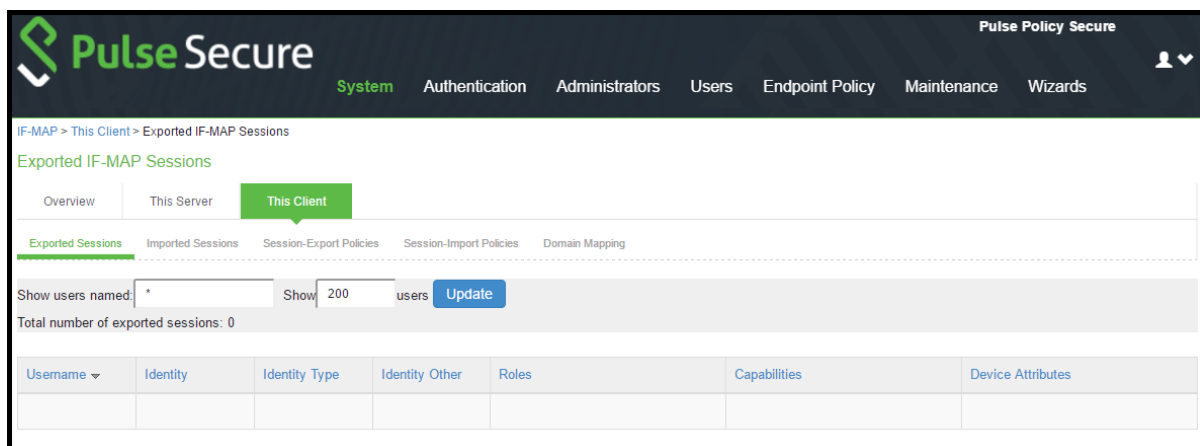 Pulse Policy Secure
Pulse Secure
System Authentication Administrators Users Endpoint Policy Maintenance Wizards
IF-MAP > This Client > Exported IF-MAP Sessions
Exported IF-MAP Sessions
Overview This Server This Client
Exported Sessions Imported Sessions Session-Export Policies Session-Import Policies Domain Mapping
Show users named: * Show 200 users Update
Total number of exported sessions: 0
Username Identity Identity Type Identity Other Roles Capabilities Device Attributes